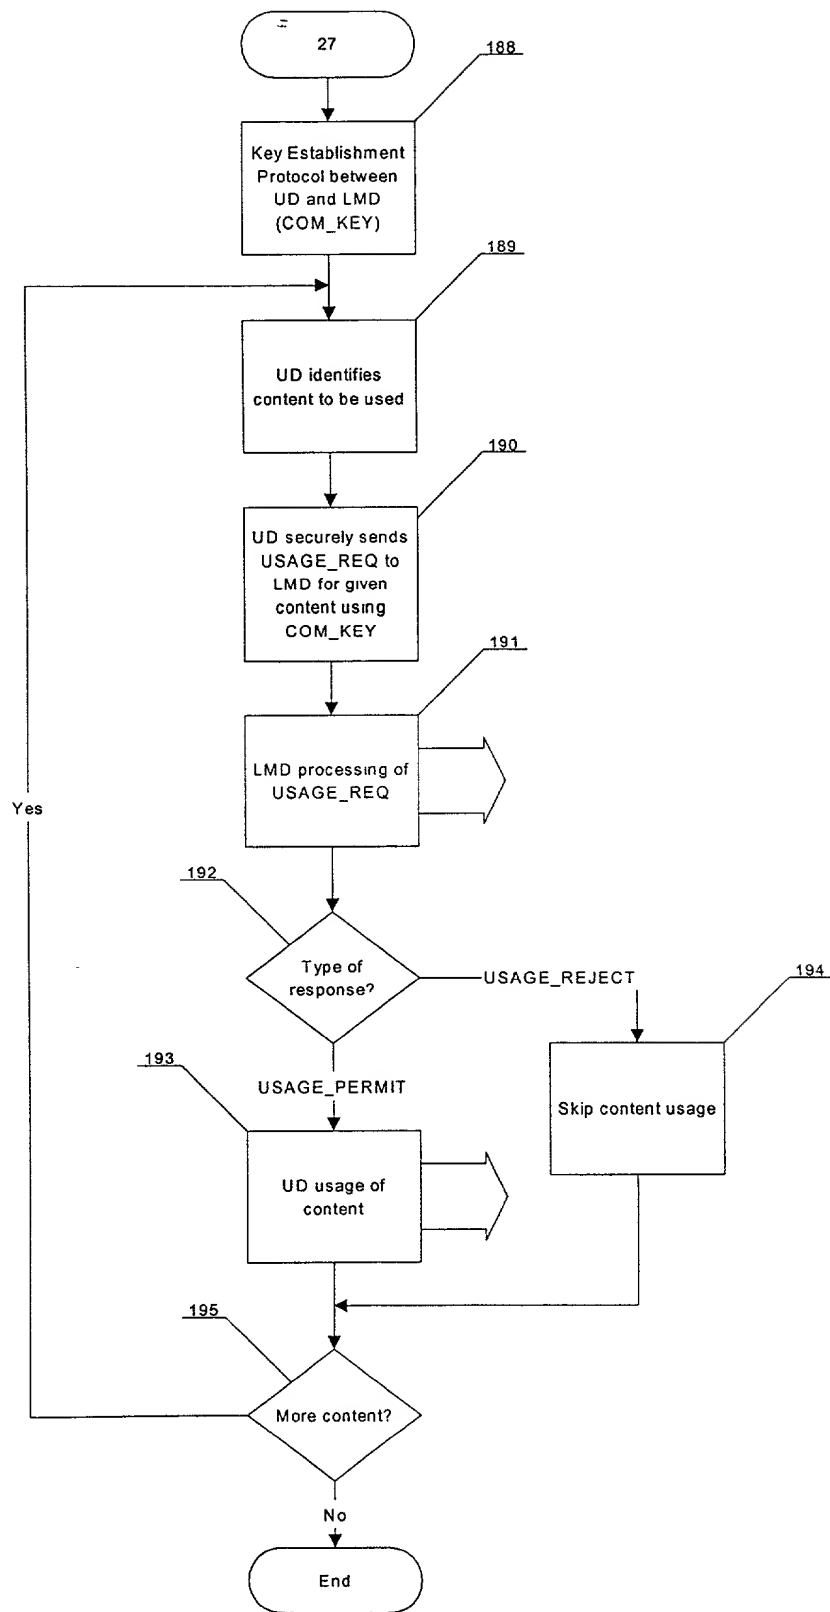 27
188
Key Establishment
Protocol between
UD and LMD
(COM_KEY)
189
UD identifies
content to be used
190
UD securely sends
USAGE_REQ to
LMD for given
content using
COM_KEY
191
LMD processing of
USAGE_REQ
Yes
192
Type of
response?
USAGE_REJECT
194
193
USAGE_PERMIT
Skip content usage
UD usage of
content
195
More content?
No
End